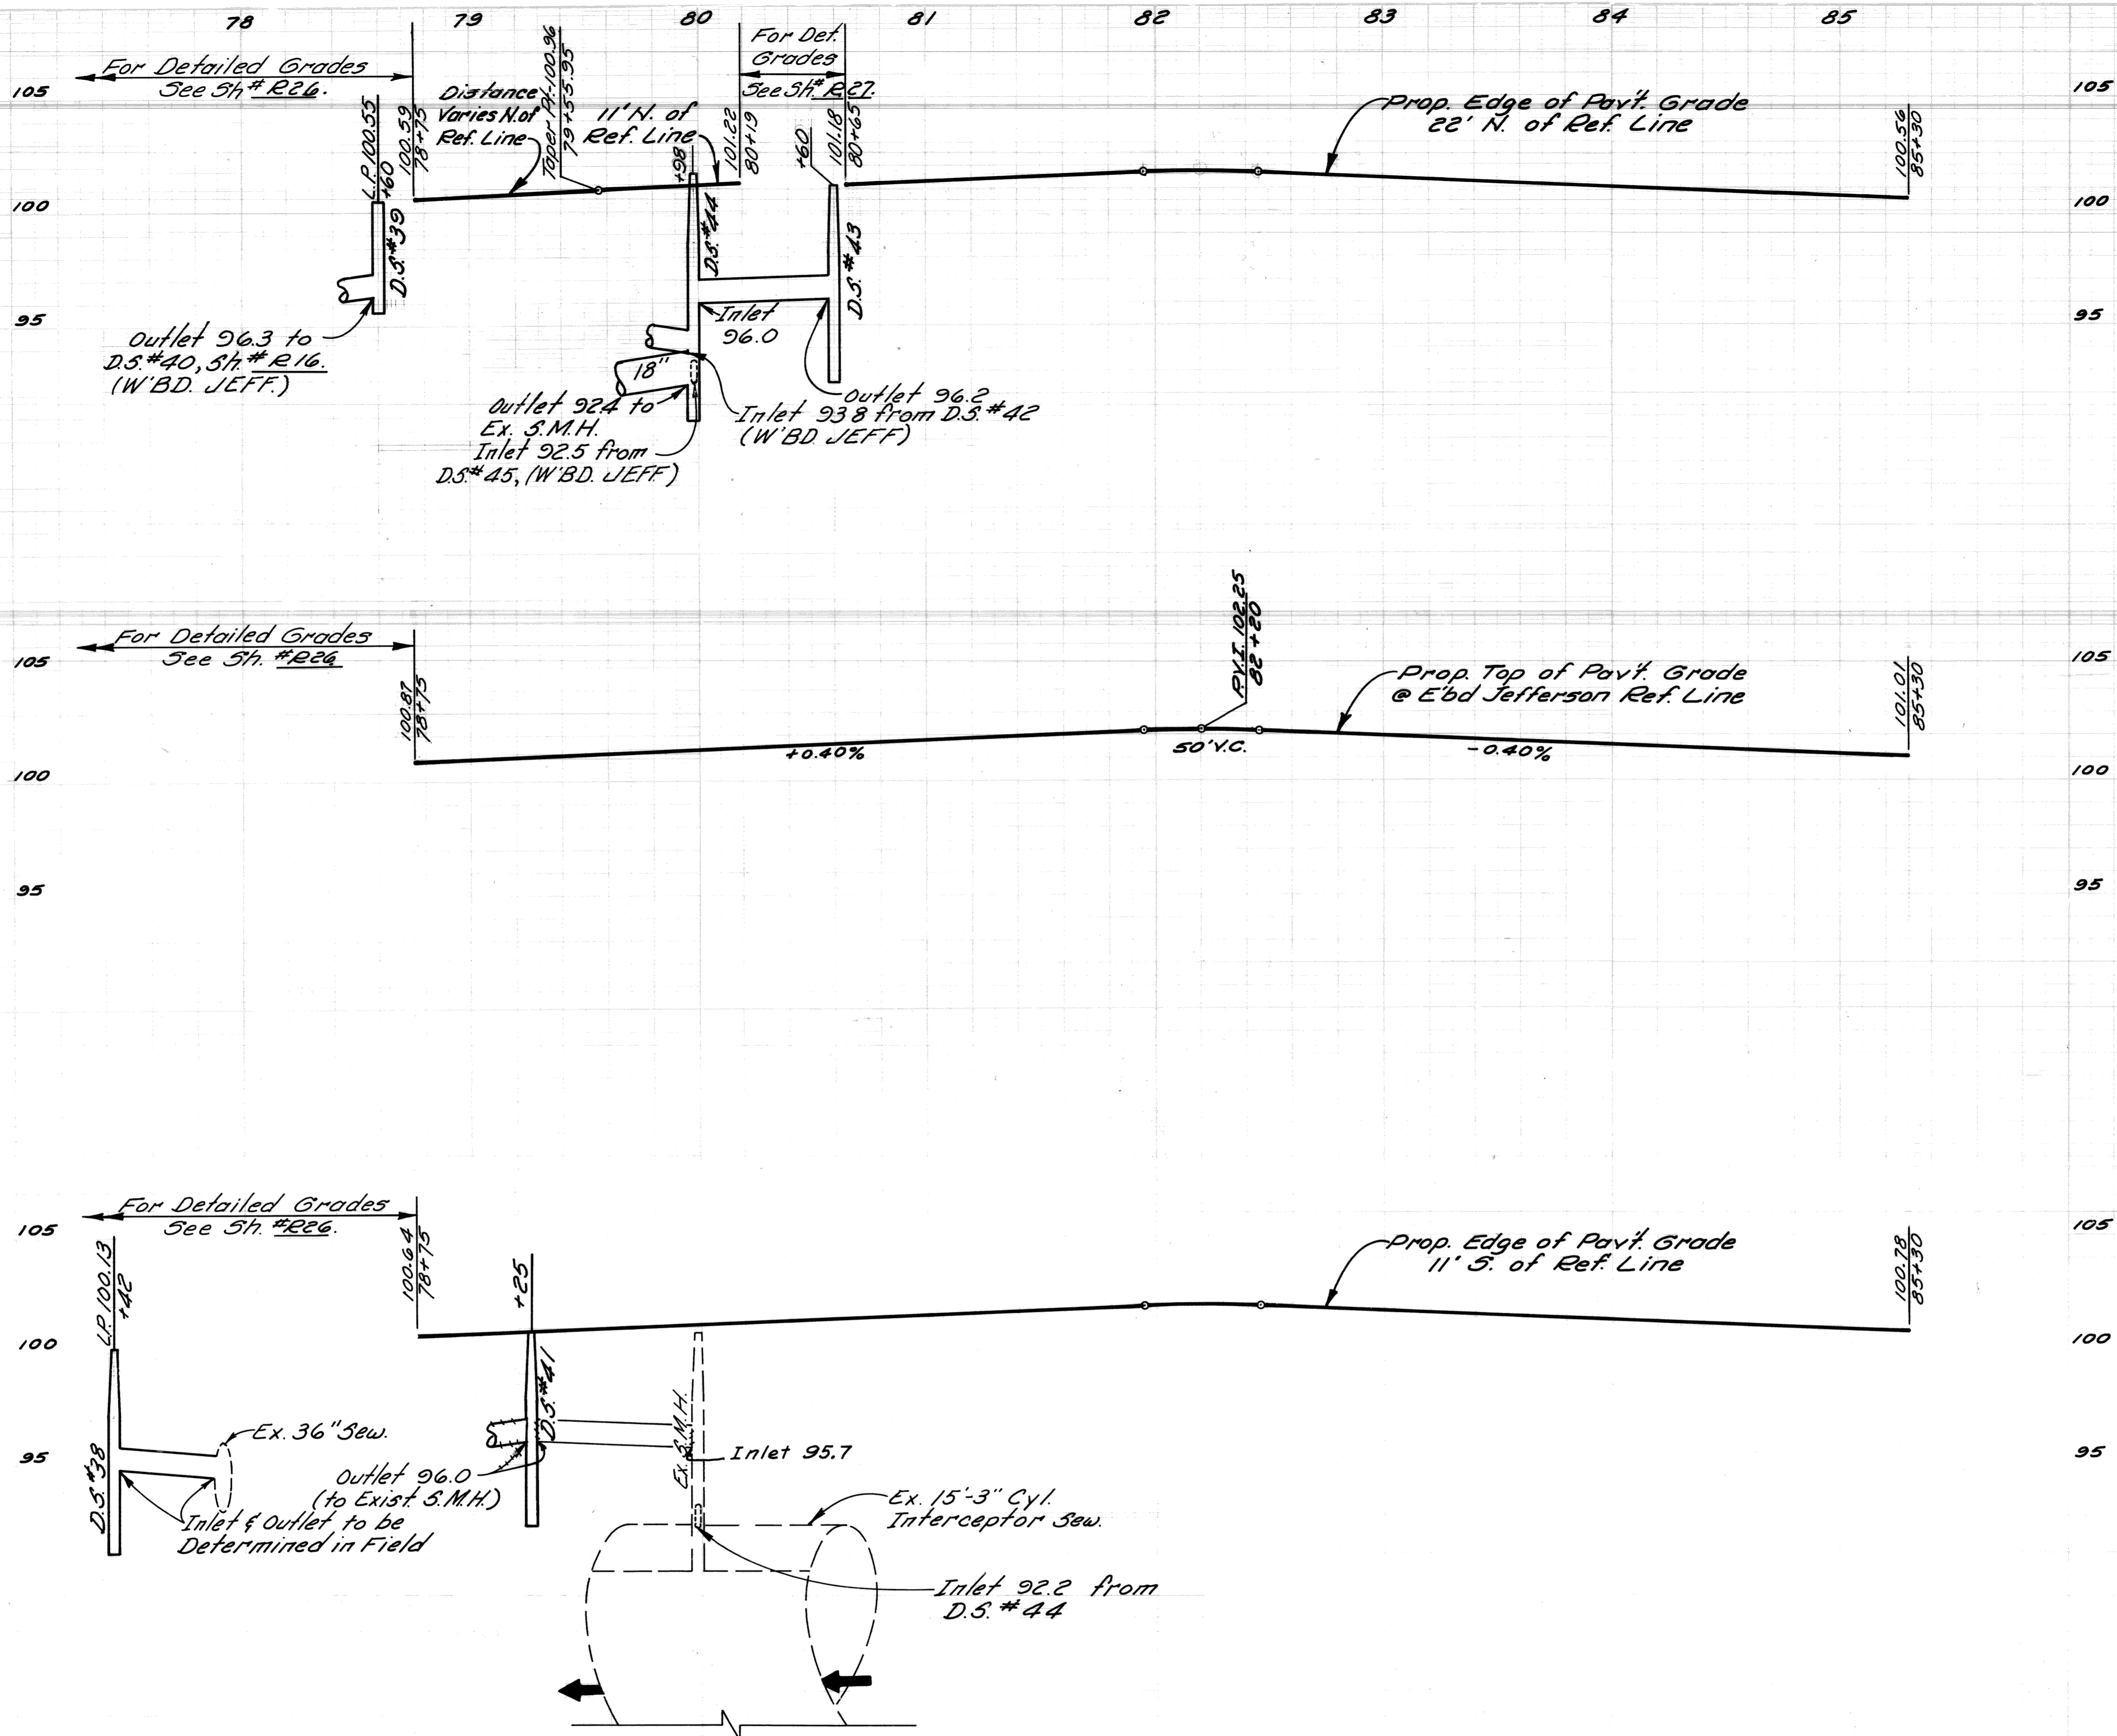 78 79 80 81 82 83 84 85
For Detailed Grades
See Sh.# R26.
105
100
95
L.P. 100.55
+60
100.59
78+75
Distance
Varies N. of
Ref. Line
Taper Pt.-100.96
79+55.95
11' N. of
Ref. Line
+98
101.22
80+19
For Det.
Grades
See Sh.# R27.
+60
101.18
80+65
Prop. Edge of Pav't. Grade
22' N. of Ref. Line
100.56
85+30
105
100
95
D.S.#39
D.S.#44
D.S.#43
Outlet 96.3 to
D.S.#40, Sh.# R16.
(W'BD. JEFF.)
Inlet
96.0
18"
Outlet 92.4 to
Ex. S.M.H.
Inlet 92.5 from
D.S.#45, (W'BD. JEFF.)
Outlet 96.2
Inlet 93.8 from D.S.#42
(W'BD. JEFF)
For Detailed Grades
See Sh. #R26
105
100
95
100.87
78+75
+0.40%
P.V.I. 102.25
82+20
50' V.C.
-0.40%
Prop. Top of Pav't. Grade
@ E'bd Jefferson Ref. Line
101.01
85+30
105
100
95
For Detailed Grades
See Sh. #R26.
105
100
95
L.P. 100.13
+42
100.64
78+75
+25
Prop. Edge of Pav't. Grade
11' S. of Ref. Line
100.78
85+30
105
100
95
D.S.#38
Ex. 36" Sew.
D.S.#41
Ex. S.M.H.
Inlet 95.7
Outlet 96.0
(to Exist. S.M.H.)
Inlet & Outlet to be
Determined in Field
Ex. 15'-3" Cyl.
Interceptor Sew.
Inlet 92.2 from
D.S. #44